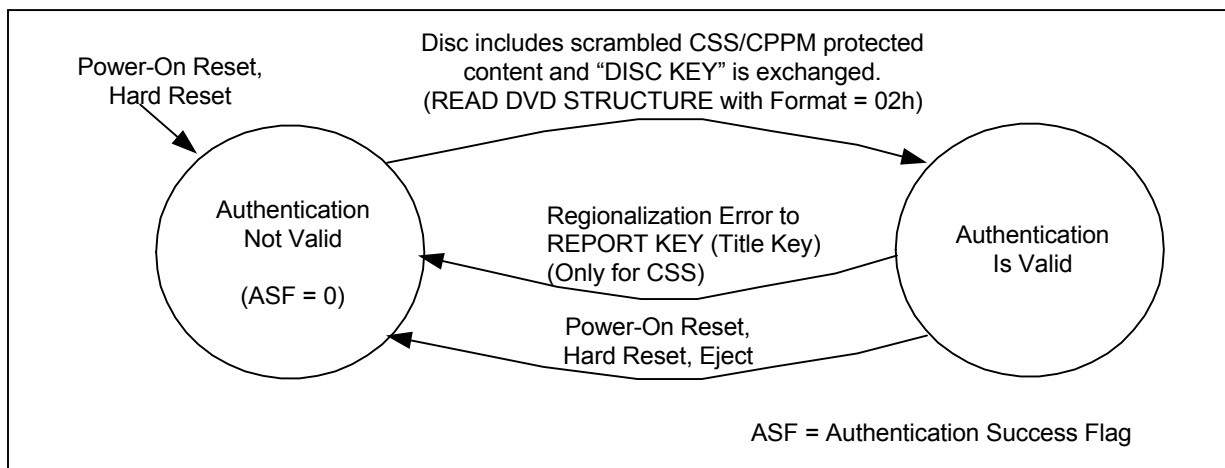 Power-On Reset,
Hard Reset
Disc includes scrambled CSS/CPPM protected
content and “DISC KEY” is exchanged.
(READ DVD STRUCTURE with Format = 02h)
Authentication
Not Valid
(ASF = 0)
Regionalization Error to
REPORT KEY (Title Key)
(Only for CSS)
Authentication
Is Valid
Power-On Reset,
Hard Reset, Eject
ASF = Authentication Success Flag